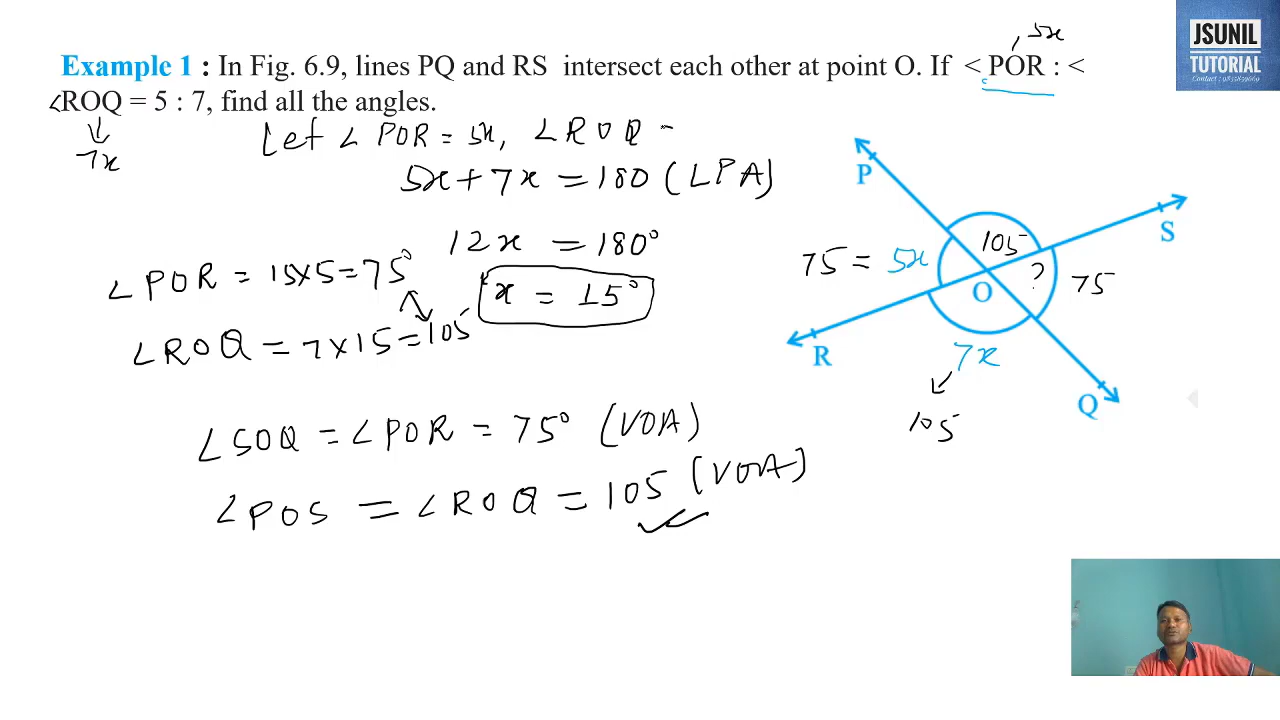 JSUNIL
TUTORIAL
Contact : 9835859669
, 5x
Example 1 : In Fig. 6.9, lines PQ and RS intersect each other at point O. If < POR : <
∠ROQ = 5 : 7, find all the angles.
7x
Let ∠ POR = 5x, ∠ROQ =
5x + 7x = 180 (LPA)
12x = 180°
∠POR = 15×5 = 75°
x = 15°
∠ROQ = 7×15 = 105
∠SOQ = ∠POR = 75° (VOA)
∠POS = ∠ROQ = 105 (VOA)
P
S
105
75 = 5x
?
75
O
R
7x
Q
105